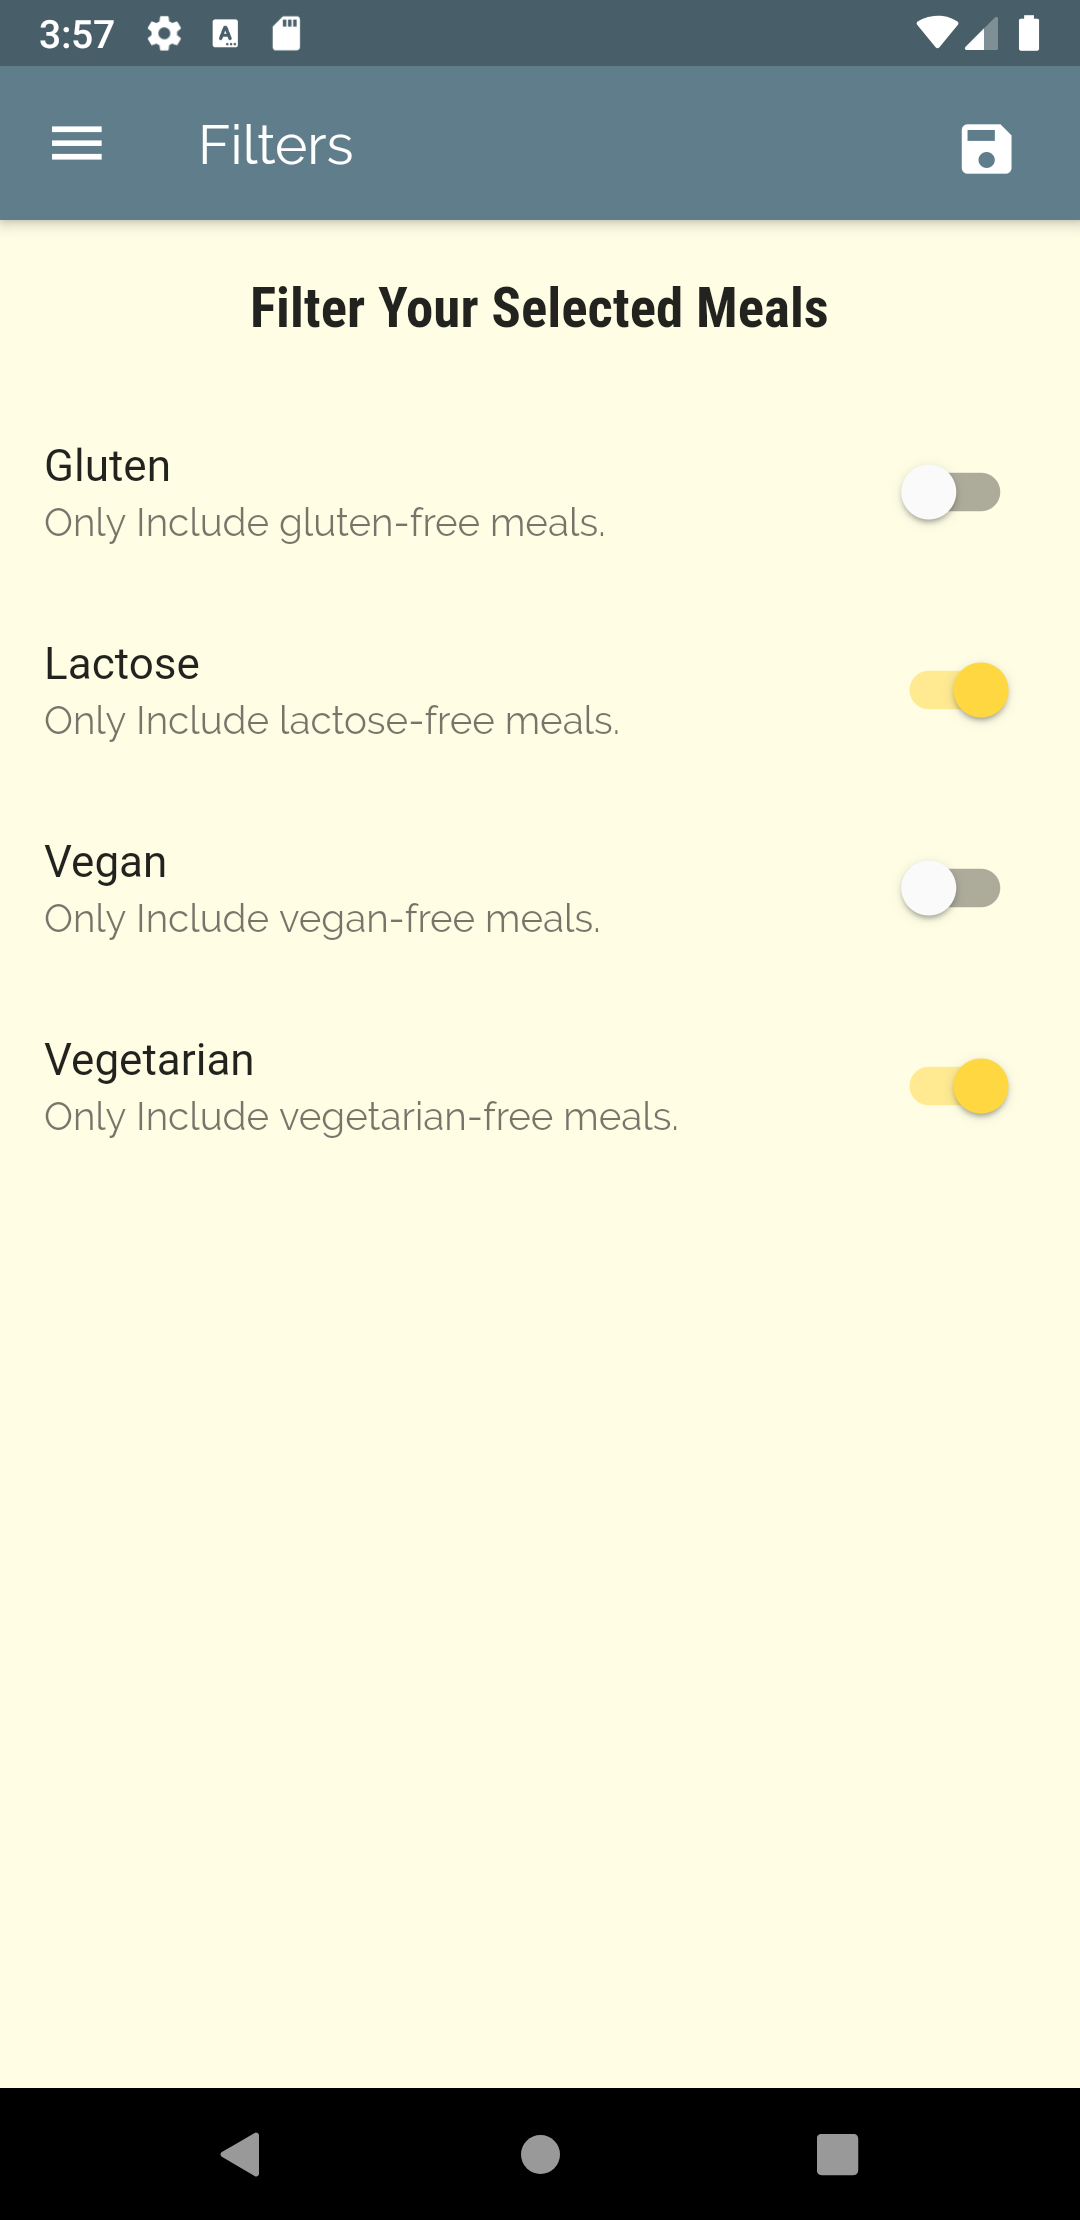 3:57
Filters
Filter Your Selected Meals
Gluten
Only Include gluten-free meals.
Lactose
Only Include lactose-free meals.
Vegan
Only Include vegan-free meals.
Vegetarian
Only Include vegetarian-free meals.